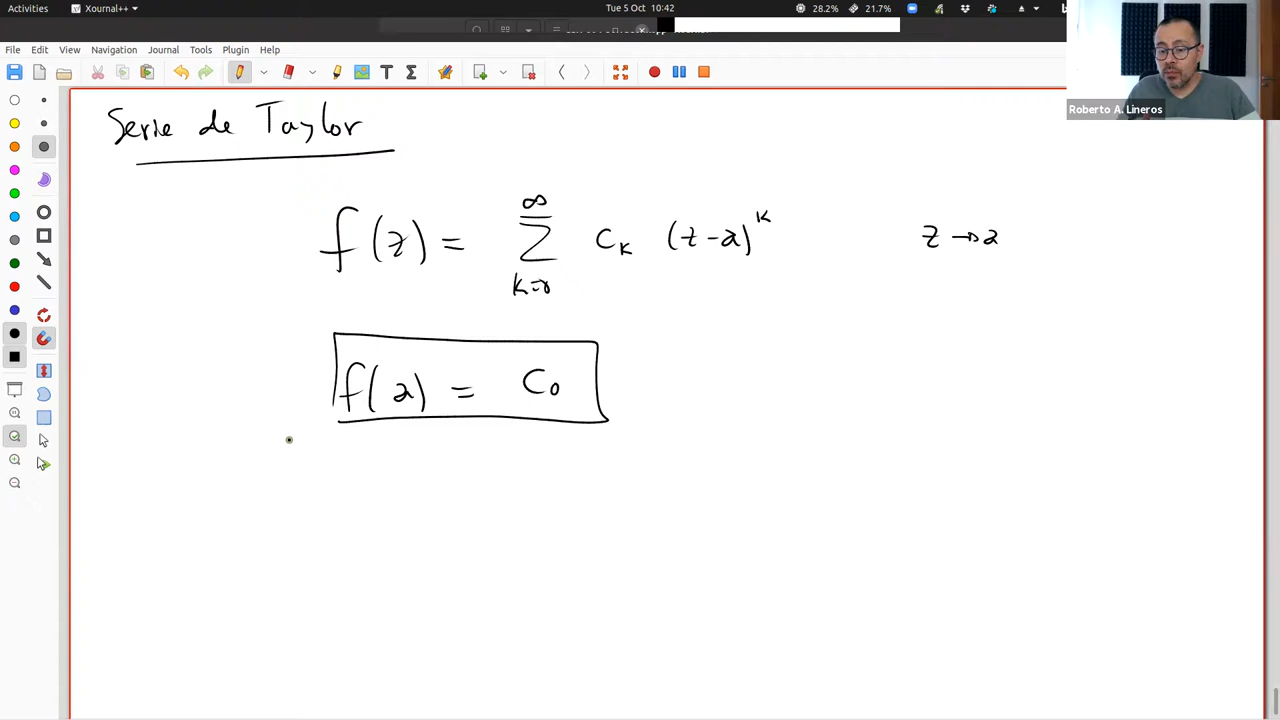 Activities Xournal++ Tue 5 Oct 10:42 28.2% 21.7%
File Edit View Navigation Journal Tools Plugin Help
Roberto A. Lineros
Serie de Taylor
f(z) = ∞∑k=0 cₖ (z-a)ᵏ z→a
f(a) = C₀